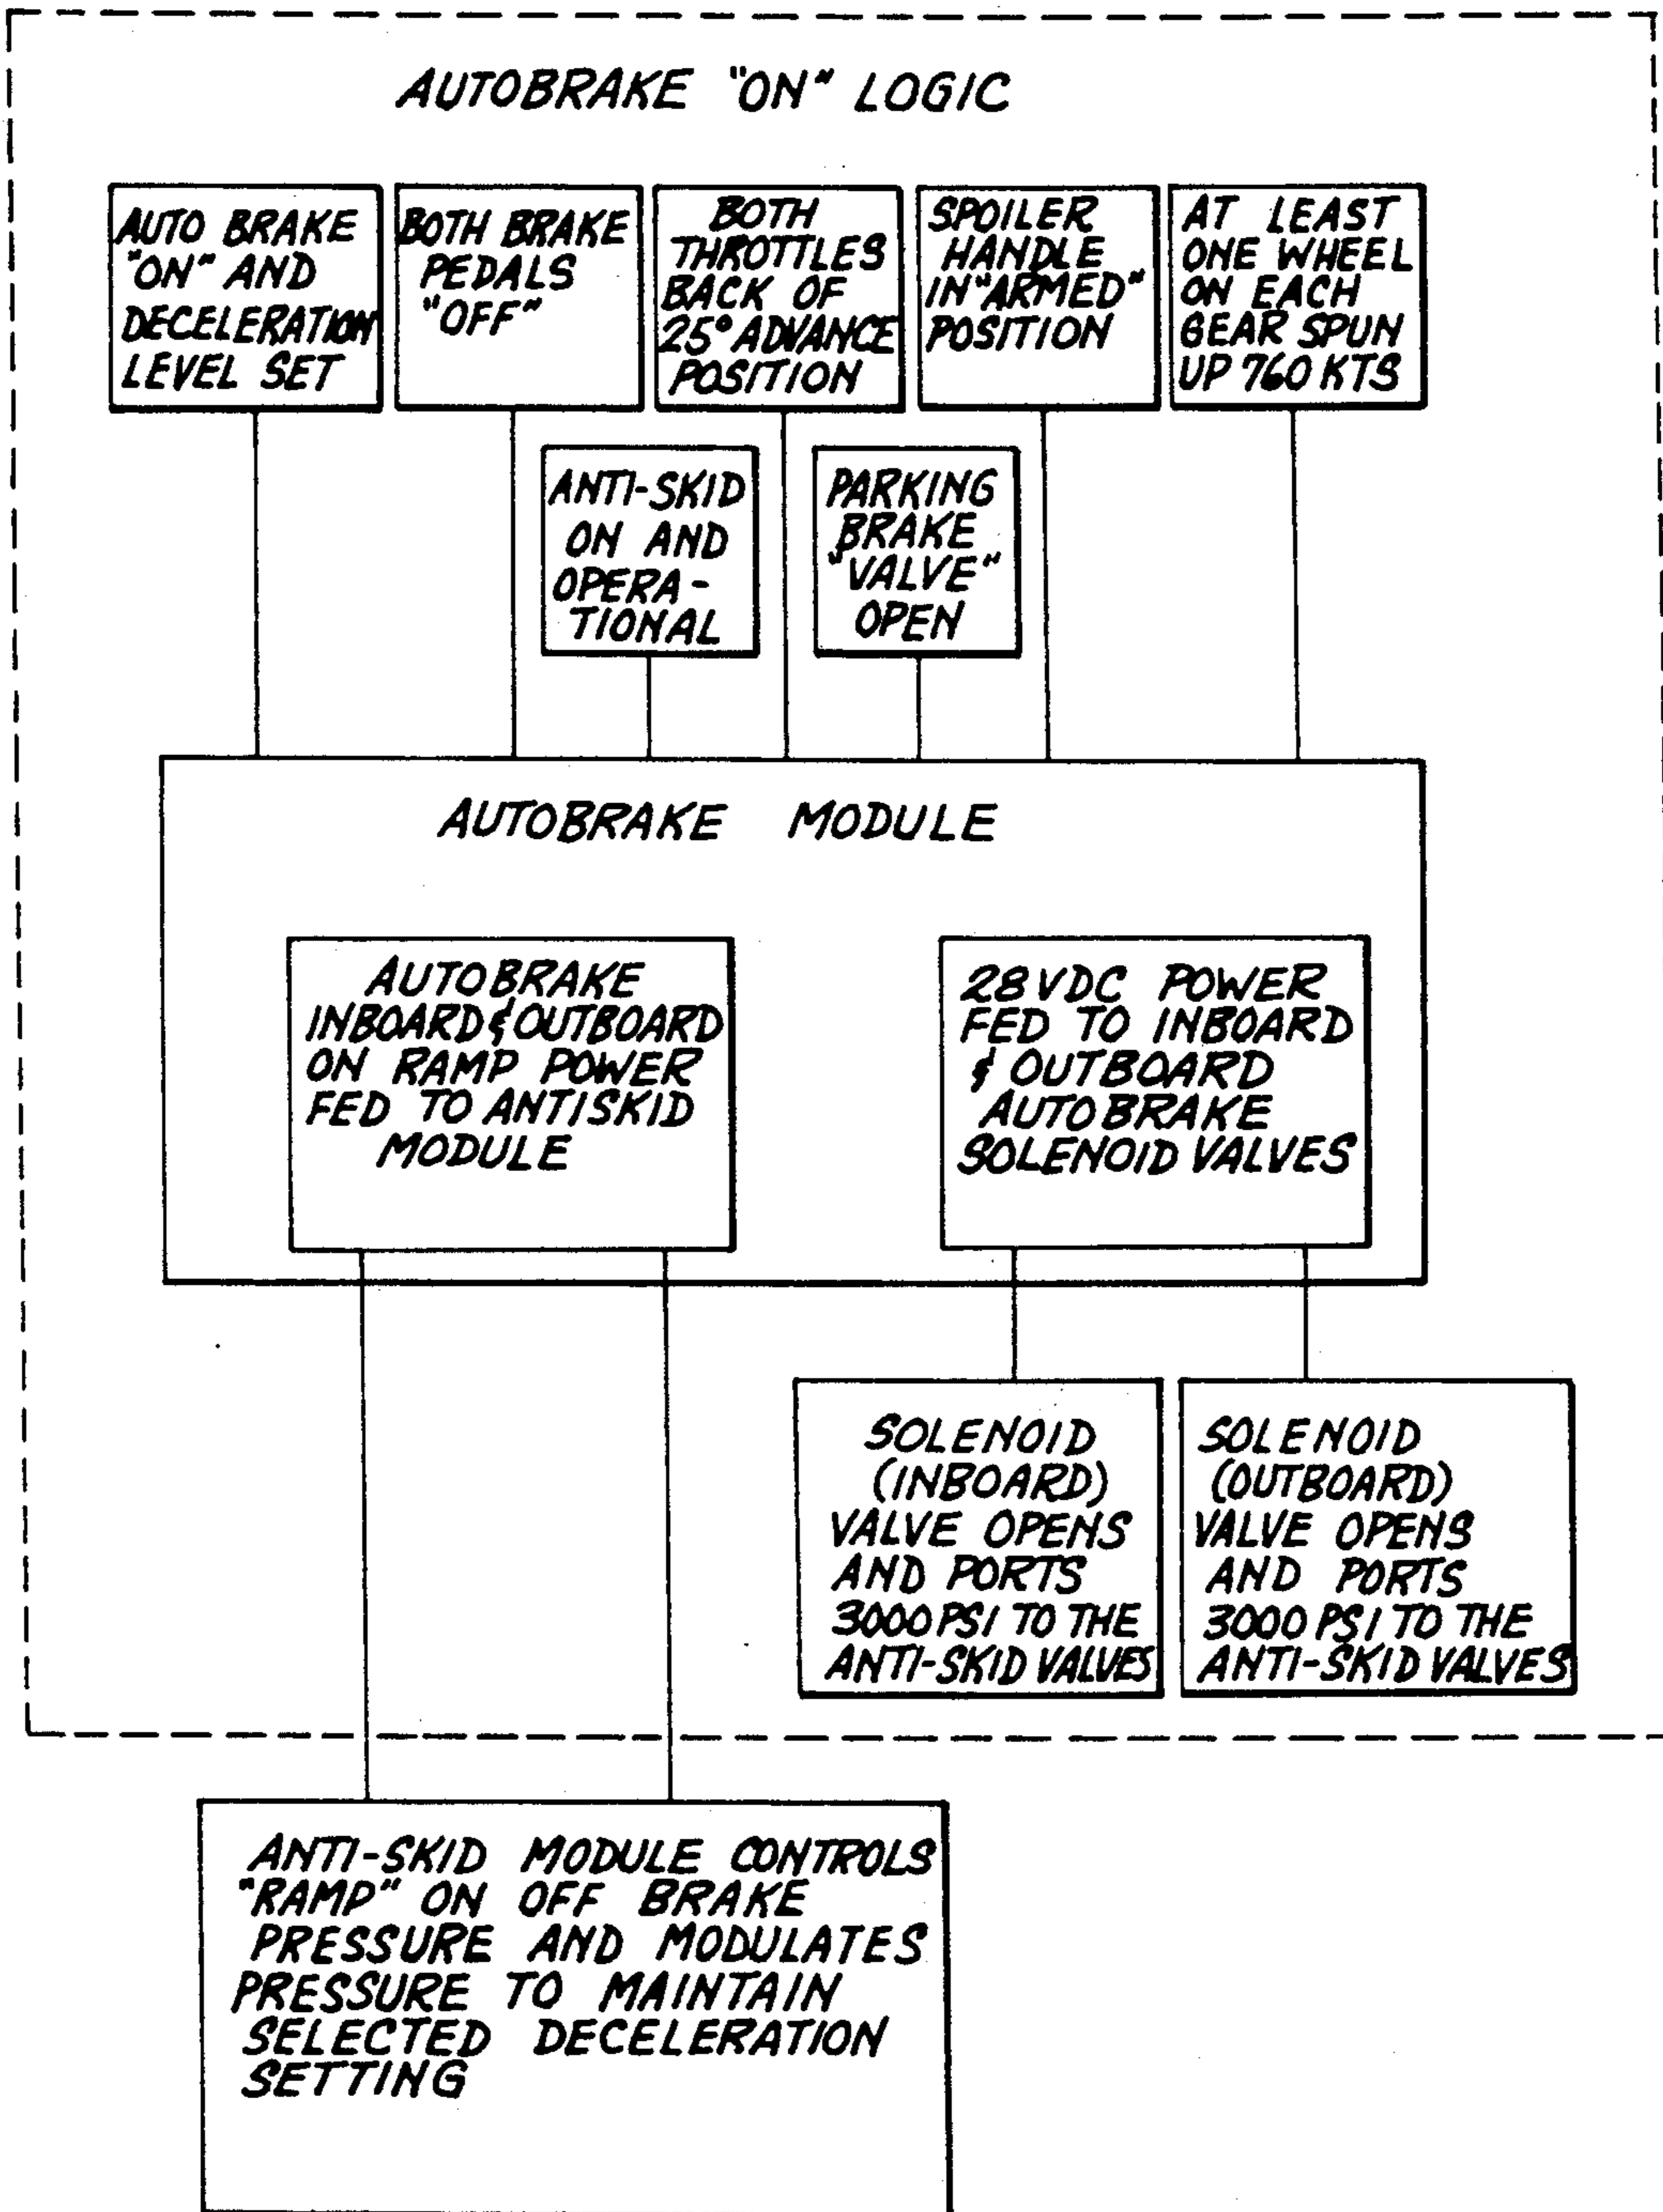 AUTOBRAKE "ON" LOGIC
AUTO BRAKE
"ON" AND
DECELERATION
LEVEL SET
BOTH BRAKE
PEDALS
"OFF"
BOTH
THROTTLES
BACK OF
25° ADVANCE
POSITION
SPOILER
HANDLE
IN "ARMED"
POSITION
AT LEAST
ONE WHEEL
ON EACH
GEAR SPUN
UP 760 KTS
ANTI-SKID
ON AND
OPERA-
TIONAL
PARKING
BRAKE
"VALVE"
OPEN
AUTOBRAKE MODULE
AUTOBRAKE
INBOARD & OUTBOARD
ON RAMP POWER
FED TO ANTISKID
MODULE
28 VDC POWER
FED TO INBOARD
& OUTBOARD
AUTOBRAKE
SOLENOID VALVES
SOLENOID
(INBOARD)
VALVE OPENS
AND PORTS
3000 PSI TO THE
ANTI-SKID VALVES
SOLENOID
(OUTBOARD)
VALVE OPENS
AND PORTS
3000 PSI TO THE
ANTI-SKID VALVES
ANTI-SKID MODULE CONTROLS
"RAMP" ON OFF BRAKE
PRESSURE AND MODULATES
PRESSURE TO MAINTAIN
SELECTED DECELERATION
SETTING